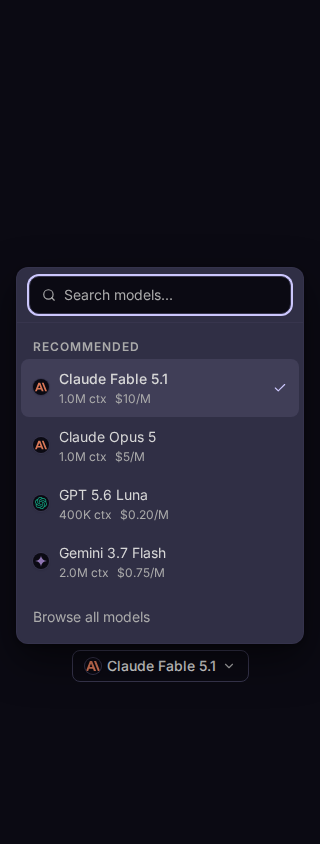 Search models...
RECOMMENDED
Claude Fable 5.1
1.0M ctx $10/M
Claude Opus 5
1.0M ctx $5/M
GPT 5.6 Luna
400K ctx $0.20/M
Gemini 3.7 Flash
2.0M ctx $0.75/M
Browse all models
Claude Fable 5.1